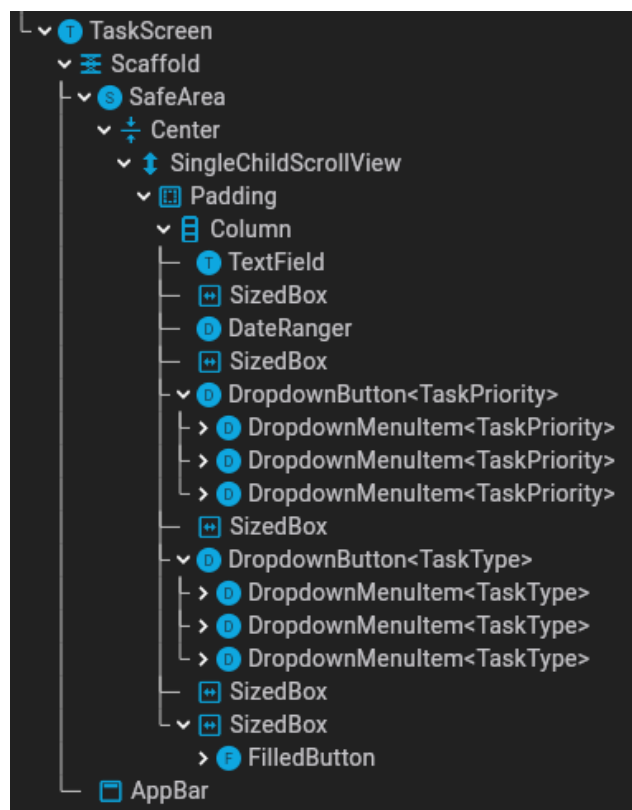 T TaskScreen
Scaffold
S SafeArea
Center
SingleChildScrollView
Padding
Column
T TextField
SizedBox
D DateRanger
SizedBox
D DropdownButton<TaskPriority>
D DropdownMenuItem<TaskPriority>
D DropdownMenuItem<TaskPriority>
D DropdownMenuItem<TaskPriority>
SizedBox
D DropdownButton<TaskType>
D DropdownMenuItem<TaskType>
D DropdownMenuItem<TaskType>
D DropdownMenuItem<TaskType>
SizedBox
SizedBox
F FilledButton
AppBar